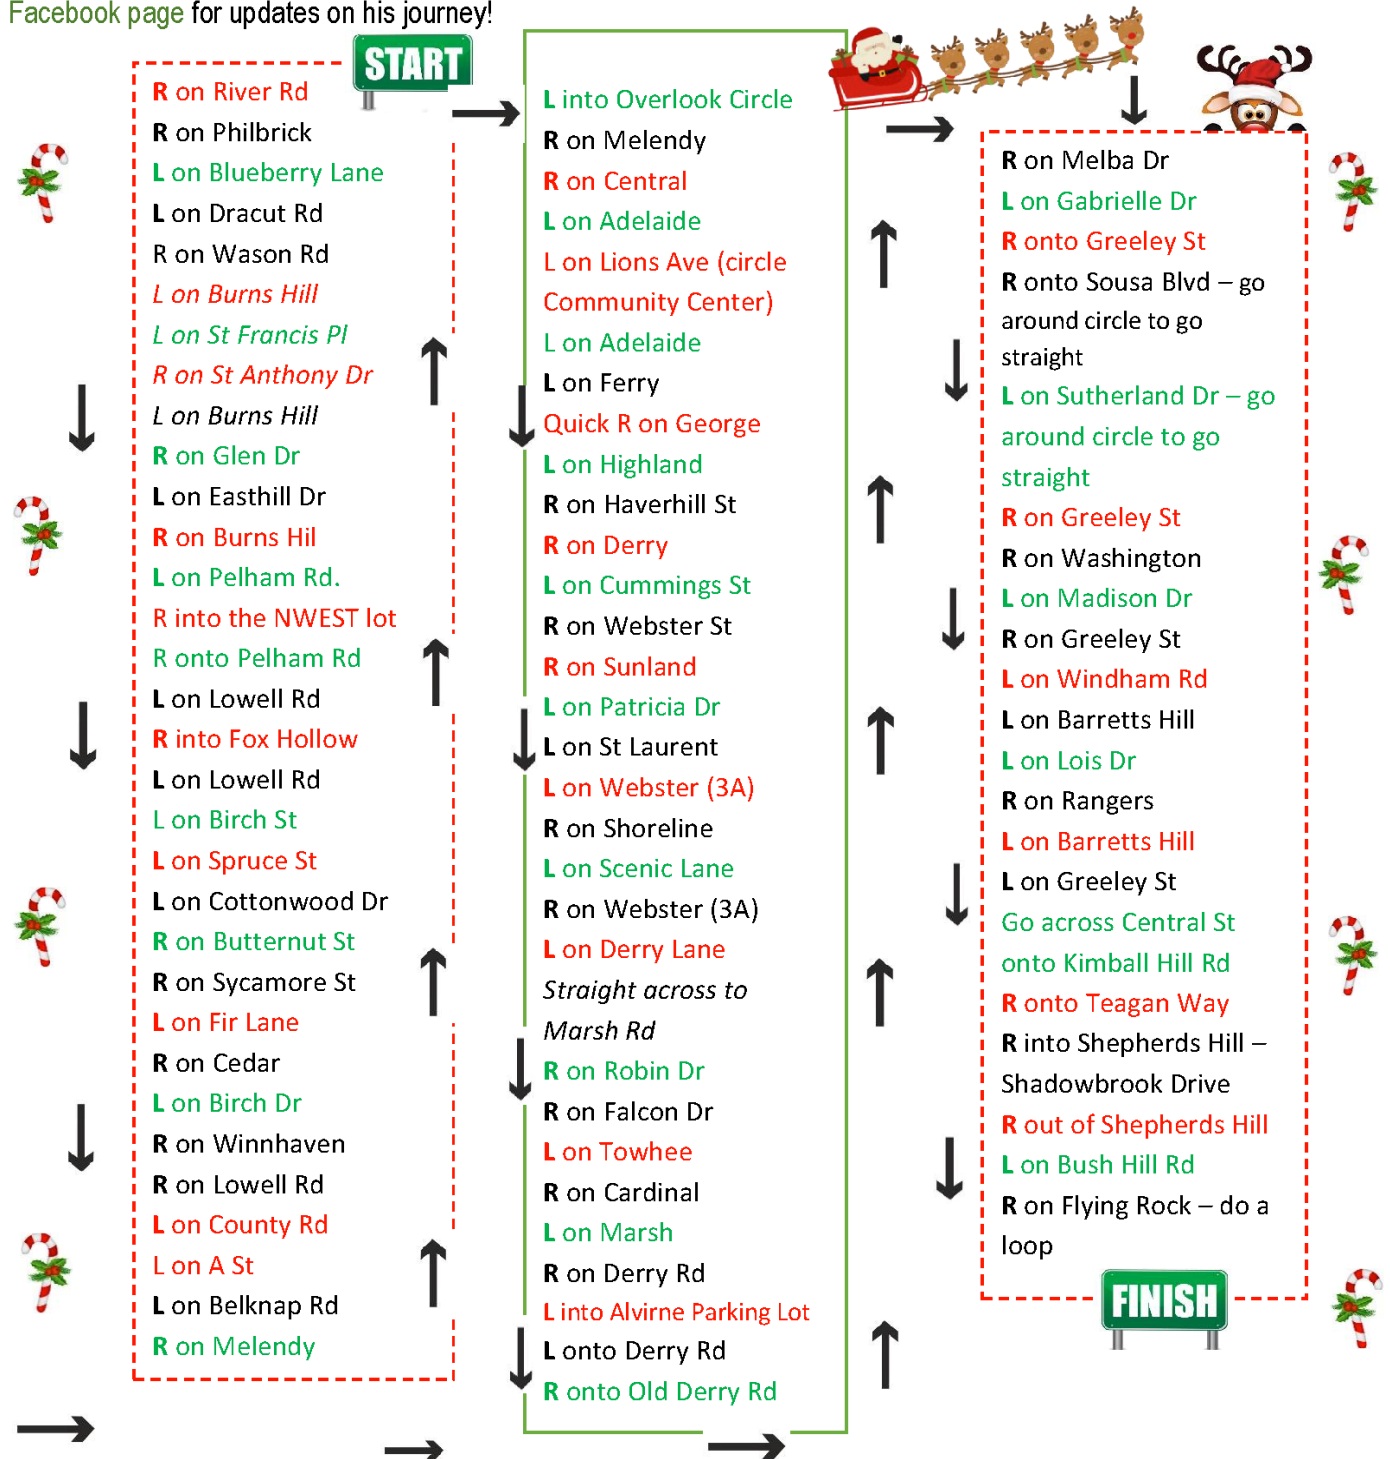 Facebook page for updates on his journey!
START
R on River Rd
R on Philbrick
L on Blueberry Lane
L on Dracut Rd
R on Wason Rd
L on Burns Hill
L on St Francis Pl
R on St Anthony Dr
L on Burns Hill
R on Glen Dr
L on Easthill Dr
R on Burns Hil
L on Pelham Rd.
R into the NWEST lot
R onto Pelham Rd
L on Lowell Rd
R into Fox Hollow
L on Lowell Rd
L on Birch St
L on Spruce St
L on Cottonwood Dr
R on Butternut St
R on Sycamore St
L on Fir Lane
R on Cedar
L on Birch Dr
R on Winnhaven
R on Lowell Rd
L on County Rd
L on A St
L on Belknap Rd
R on Melendy
L into Overlook Circle
R on Melendy
R on Central
L on Adelaide
L on Lions Ave (circle
Community Center)
L on Adelaide
L on Ferry
Quick R on George
L on Highland
R on Haverhill St
R on Derry
L on Cummings St
R on Webster St
R on Sunland
L on Patricia Dr
L on St Laurent
L on Webster (3A)
R on Shoreline
L on Scenic Lane
R on Webster (3A)
L on Derry Lane
Straight across to
Marsh Rd
R on Robin Dr
R on Falcon Dr
L on Towhee
R on Cardinal
L on Marsh
R on Derry Rd
L into Alvirne Parking Lot
L onto Derry Rd
R onto Old Derry Rd
R on Melba Dr
L on Gabrielle Dr
R onto Greeley St
R onto Sousa Blvd – go
around circle to go
straight
L on Sutherland Dr – go
around circle to go
straight
R on Greeley St
R on Washington
L on Madison Dr
R on Greeley St
L on Windham Rd
L on Barretts Hill
L on Lois Dr
R on Rangers
L on Barretts Hill
L on Greeley St
Go across Central St
onto Kimball Hill Rd
R onto Teagan Way
R into Shepherds Hill –
Shadowbrook Drive
R out of Shepherds Hill
L on Bush Hill Rd
R on Flying Rock – do a
loop
FINISH